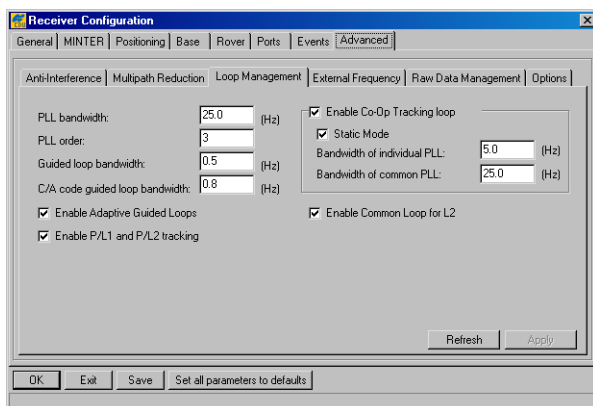 Receiver Configuration
General MINTER Positioning Base Rover Ports Events Advanced
Anti-Interference Multipath Reduction Loop Management External Frequency Raw Data Management Options
PLL bandwidth: 25.0 (Hz)
PLL order: 3
Guided loop bandwidth: 0.5 (Hz)
C/A code guided loop bandwidth: 0.8 (Hz)
Enable Adaptive Guided Loops
Enable P/L1 and P/L2 tracking
Enable Co-Op Tracking loop
Static Mode
Bandwidth of individual PLL: 5.0 (Hz)
Bandwidth of common PLL: 25.0 (Hz)
Enable Common Loop for L2
Refresh Apply
OK Exit Save Set all parameters to defaults